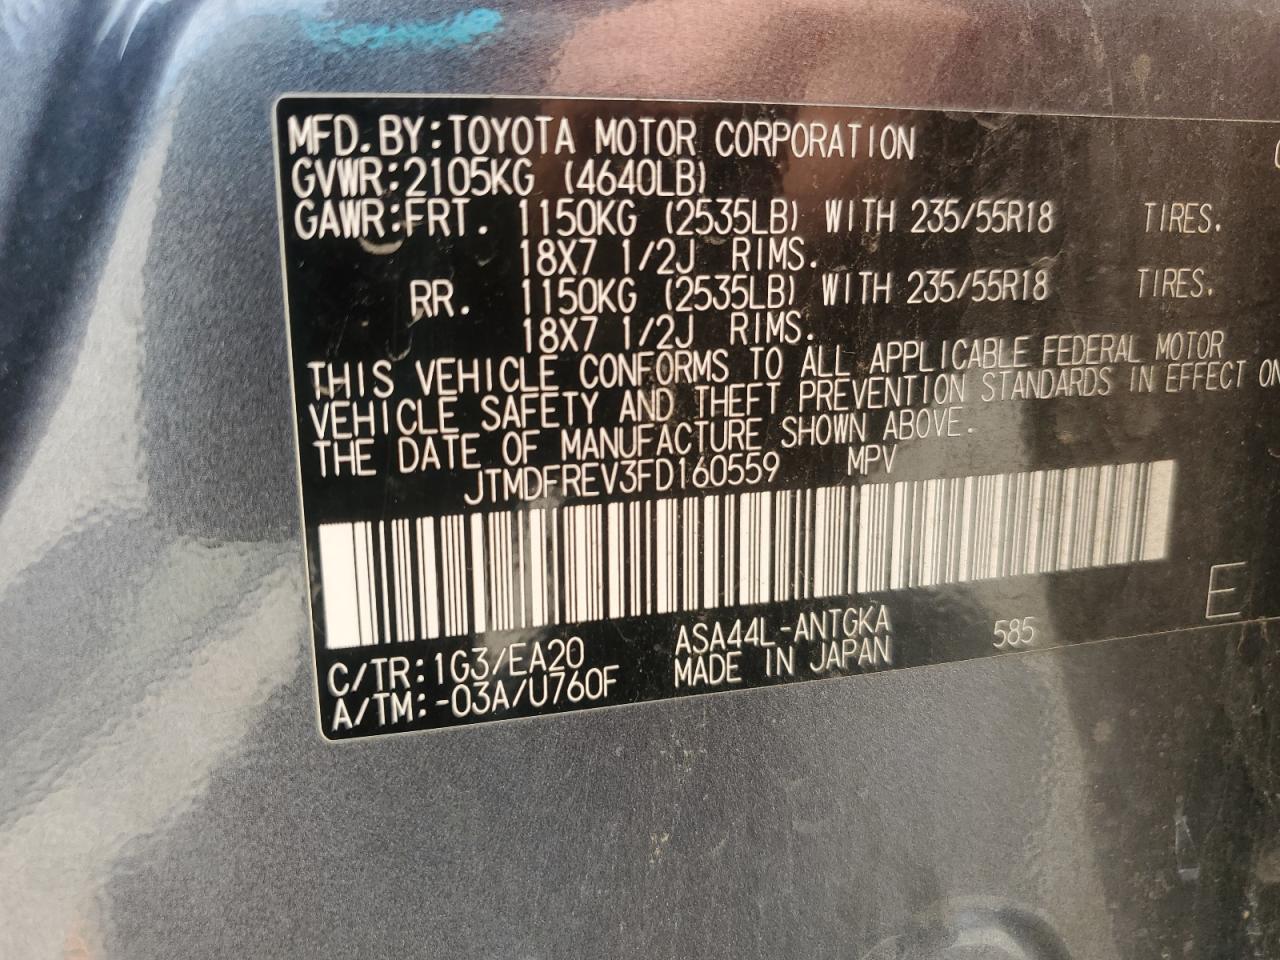 MFD.BY:TOYOTA MOTOR CORPORATION
GVWR:2105KG (4640LB)
GAWR:FRT. 1150KG (2535LB) WITH 235/55R18 TIRES.
18X7 1/2J RIMS.
RR. 1150KG (2535LB) WITH 235/55R18 TIRES.
18X7 1/2J RIMS.
THIS VEHICLE CONFORMS TO ALL APPLICABLE FEDERAL MOTOR
VEHICLE SAFETY AND THEFT PREVENTION STANDARDS IN EFFECT ON
THE DATE OF MANUFACTURE SHOWN ABOVE.
JTMDFREV3FD160559 MPV
E
C/TR:1G3/EA20 ASA44L-ANTGKA 585
A/TM:-03A/U760F MADE IN JAPAN